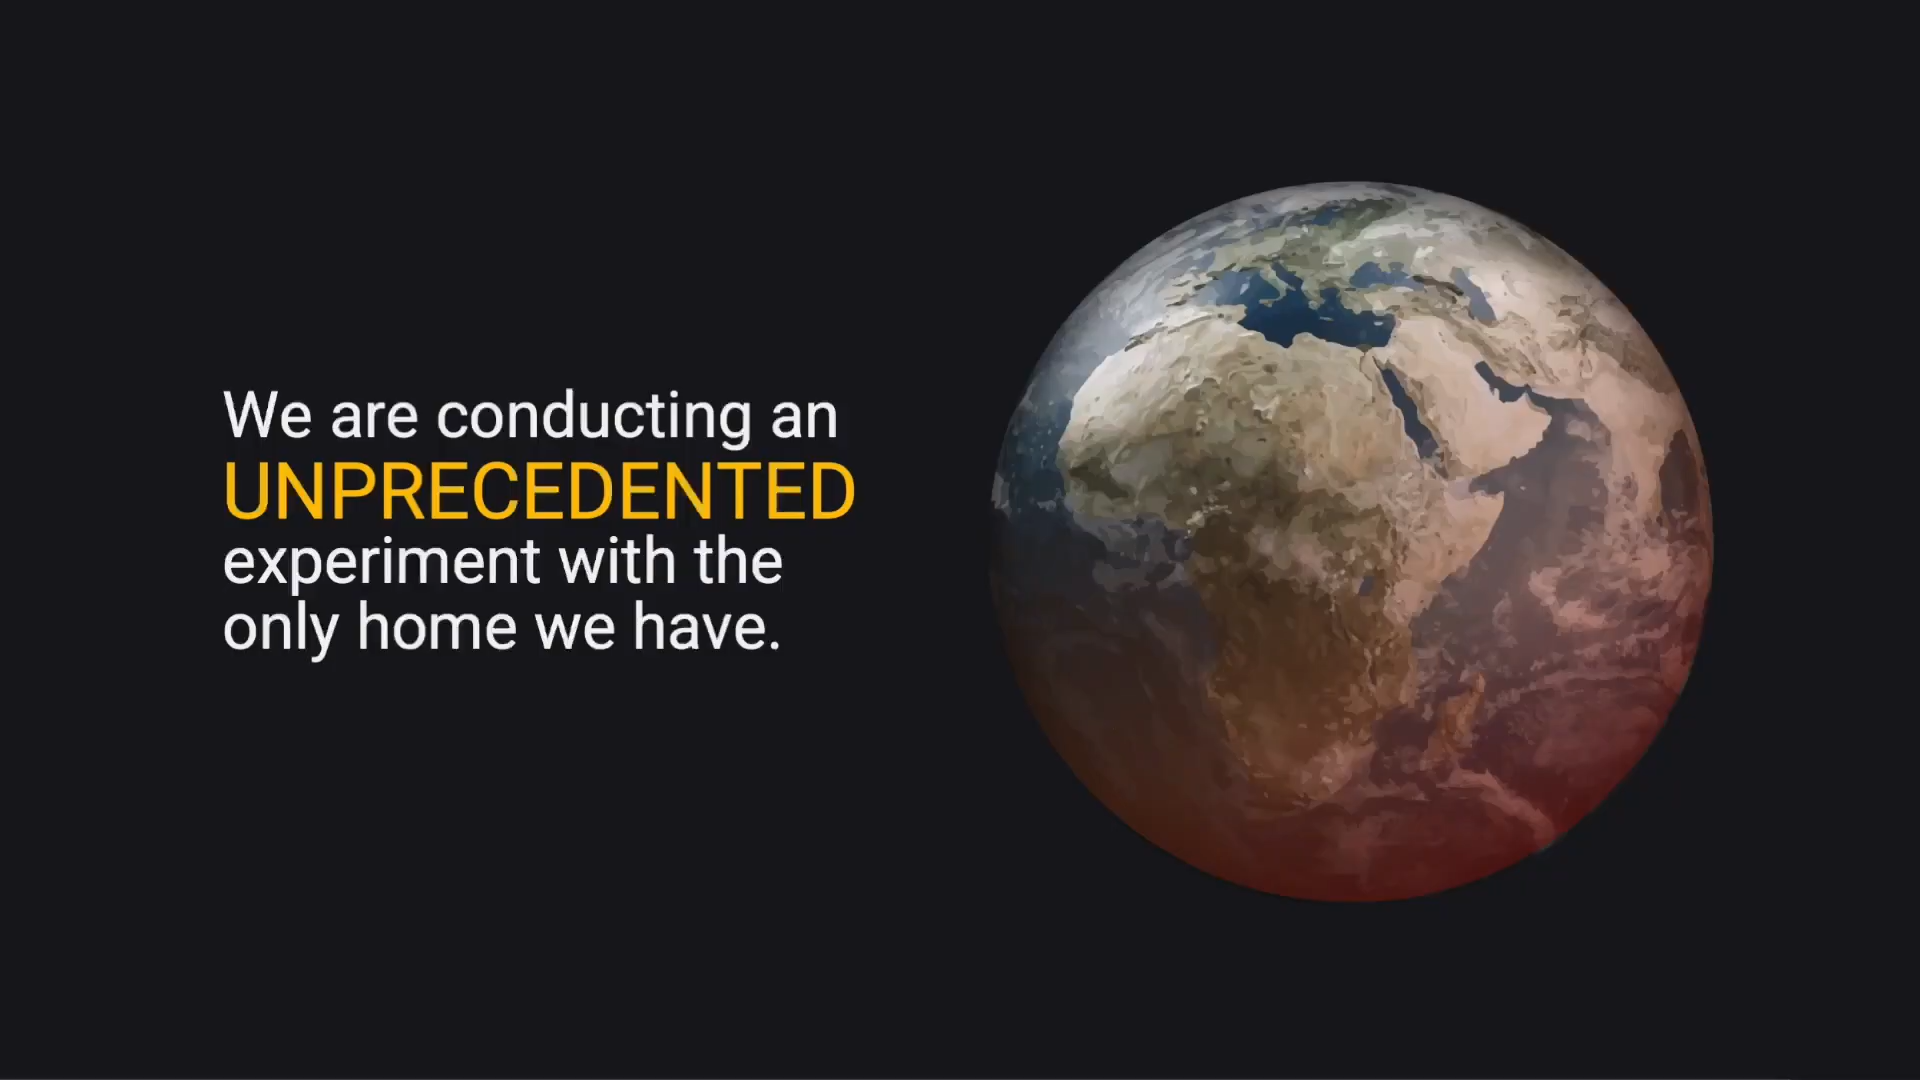 We are conducting an
UNPRECEDENTED
experiment with the
only home we have.